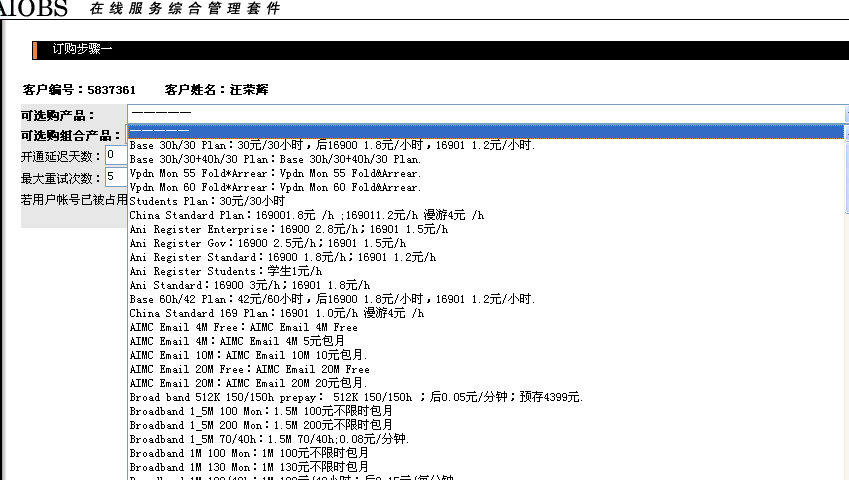 AIOBS 在线服务综合管理套件
订购步骤一
客户编号：5837361 客户姓名：汪荣辉
可选购产品： ——————
可选购组合产品： ——————
开通延迟天数：0
最大重试次数：5
若用户帐号已被占用
Base 30h/30 Plan：30元/30小时，后16900 1.8元/小时，16901 1.2元/小时.
Base 30h/30+40h/30 Plan：Base 30h/30+40h/30 Plan.
Vpdn Mon 55 Fold*Arrear：Vpdn Mon 55 Fold&Arrear.
Vpdn Mon 60 Fold*Arrear：Vpdn Mon 60 Fold&Arrear.
Students Plan：30元/30小时
China Standard Plan：169001.8元 /h ;169011.2元/h 漫游4元 /h
Ani Register Enterprise：16900 2.8元/h；16901 1.5元/h
Ani Register Gov：16900 2.5元/h；16901 1.5元/h
Ani Register Standard：16900 1.8元/h；16901 1.2元/h
Ani Register Students：学生1元/h
Ani Standard：16900 3元/h；16901 1.8元/h
Base 60h/42 Plan：42元/60小时，后16900 1.8元/小时，16901 1.2元/小时.
China Standard 169 Plan：16901 1.0元/h 漫游4元 /h
AIMC Email 4M Free：AIMC Email 4M Free
AIMC Email 4M：AIMC Email 4M 5元包月
AIMC Email 10M：AIMC Email 10M 10元包月.
AIMC Email 20M Free：AIMC Email 20M Free
AIMC Email 20M：AIMC Email 20M 20元包月.
Broad band 512K 150/150h prepay： 512K 150/150h ；后0.05元/分钟；预存4399元.
Broadband 1_5M 100 Mon：1.5M 100元不限时包月
Broadband 1_5M 200 Mon：1.5M 200元不限时包月
Broadband 1_5M 70/40h：1.5M 70/40h;0.08元/分钟.
Broadband 1M 100 Mon：1M 100元不限时包月
Broadband 1M 130 Mon：1M 130元不限时包月